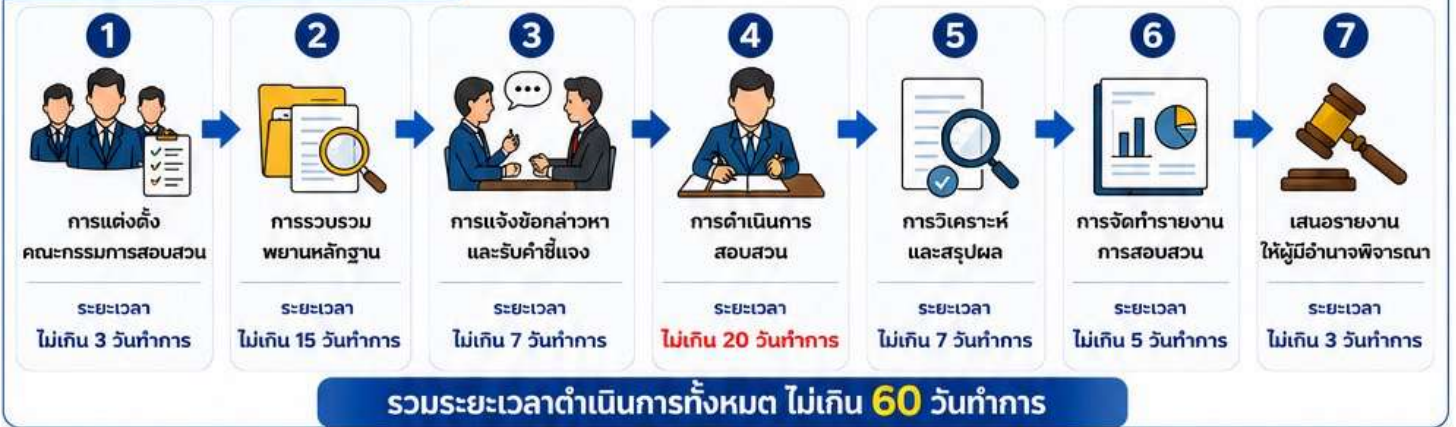 1
2
3
4
5
6
7
การแต่งตั้ง
คณะกรรมการสอบสวน
ระยะเวลา
ไม่เกิน 3 วันทำการ
การรวบรวม
พยานหลักฐาน
ระยะเวลา
ไม่เกิน 15 วันทำการ
การแจ้งข้อกล่าวหา
และรับคำชี้แจง
ระยะเวลา
ไม่เกิน 7 วันทำการ
การดำเนินการ
สอบสวน
ระยะเวลา
ไม่เกิน 20 วันทำการ
การวิเคราะห์
และสรุปผล
ระยะเวลา
ไม่เกิน 7 วันทำการ
การจัดทำรายงาน
การสอบสวน
ระยะเวลา
ไม่เกิน 5 วันทำการ
เสนอรายงาน
ให้ผู้มีอำนาจพิจารณา
ระยะเวลา
ไม่เกิน 3 วันทำการ
รวมระยะเวลาดำเนินการทั้งหมด ไม่เกิน 60 วันทำการ